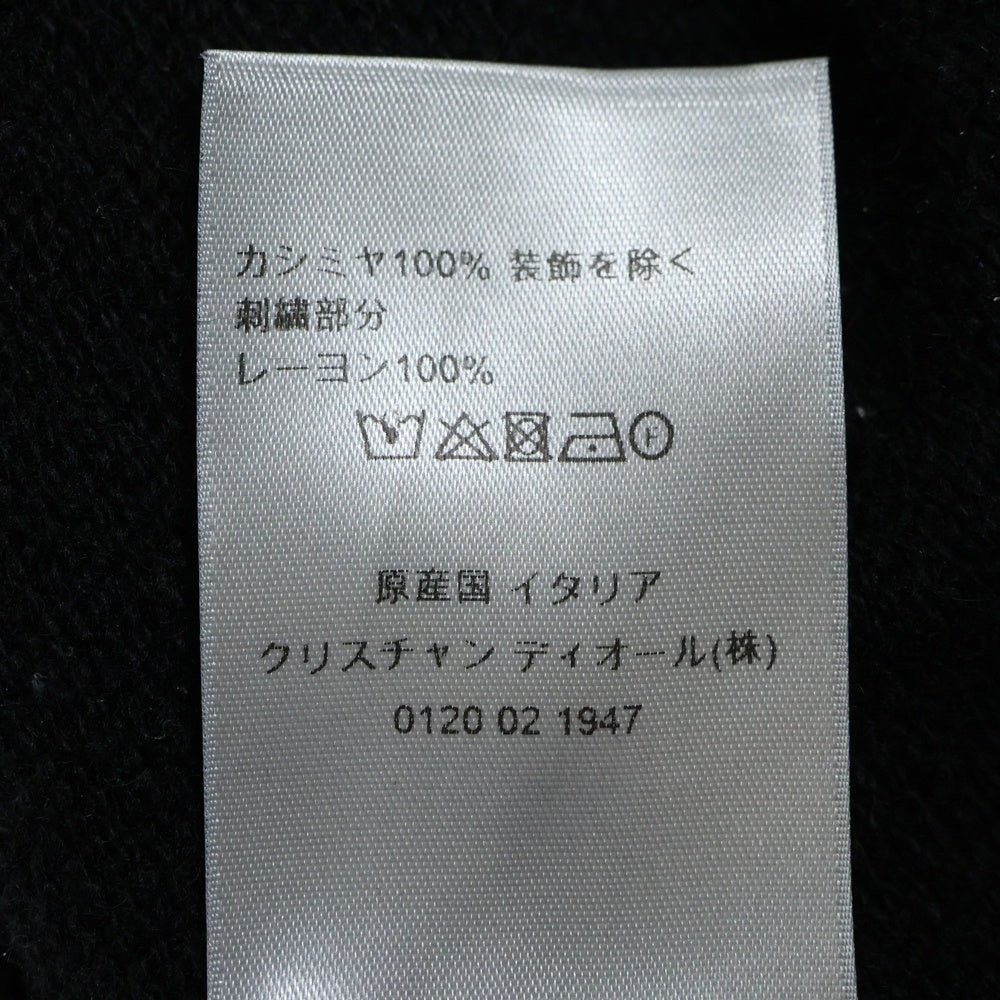 カシミヤ100% 装飾を除く
刺繍部分
レーヨン100%
F
原産国 イタリア
クリスチャン ディオール(株)
0120 02 1947